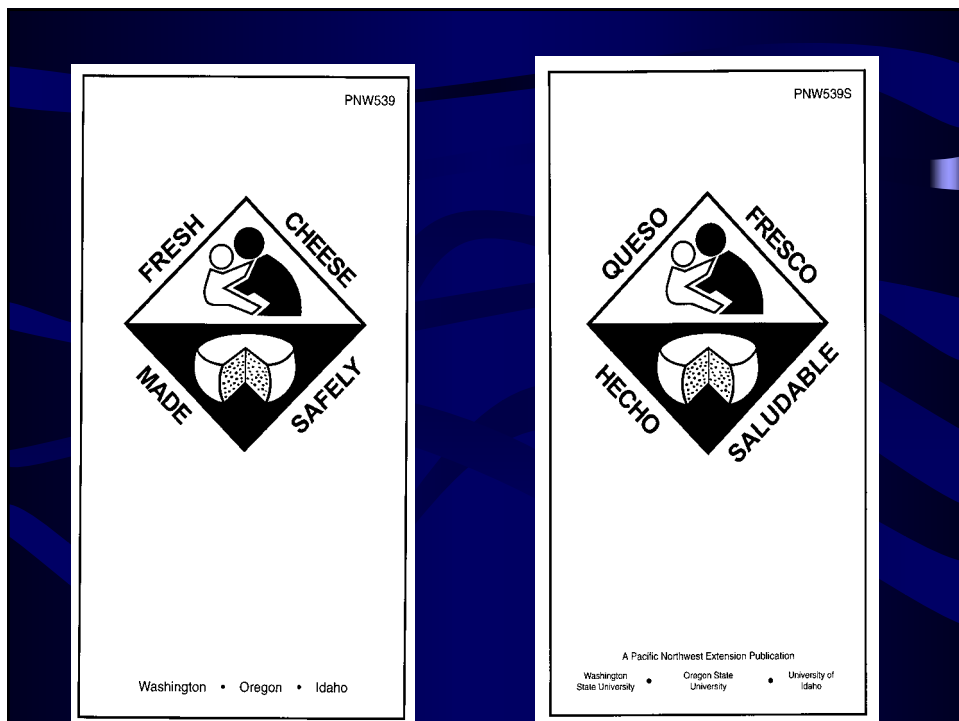 PNW539
FRESH CHEESE
MADE SAFELY
Washington • Oregon • Idaho
PNW539S
QUESO FRESCO
HECHO SALUDABLE
A Pacific Northwest Extension Publication
Washington State University • Oregon State University • University of Idaho